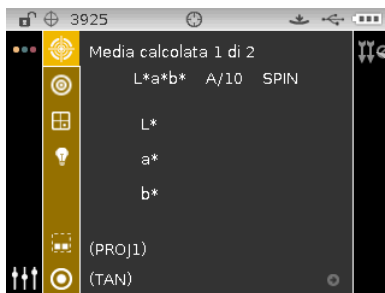 3925
Media calcolata 1 di 2
L*a*b* A/10 SPIN
L*
a*
b*
(PROJ1)
(TAN)